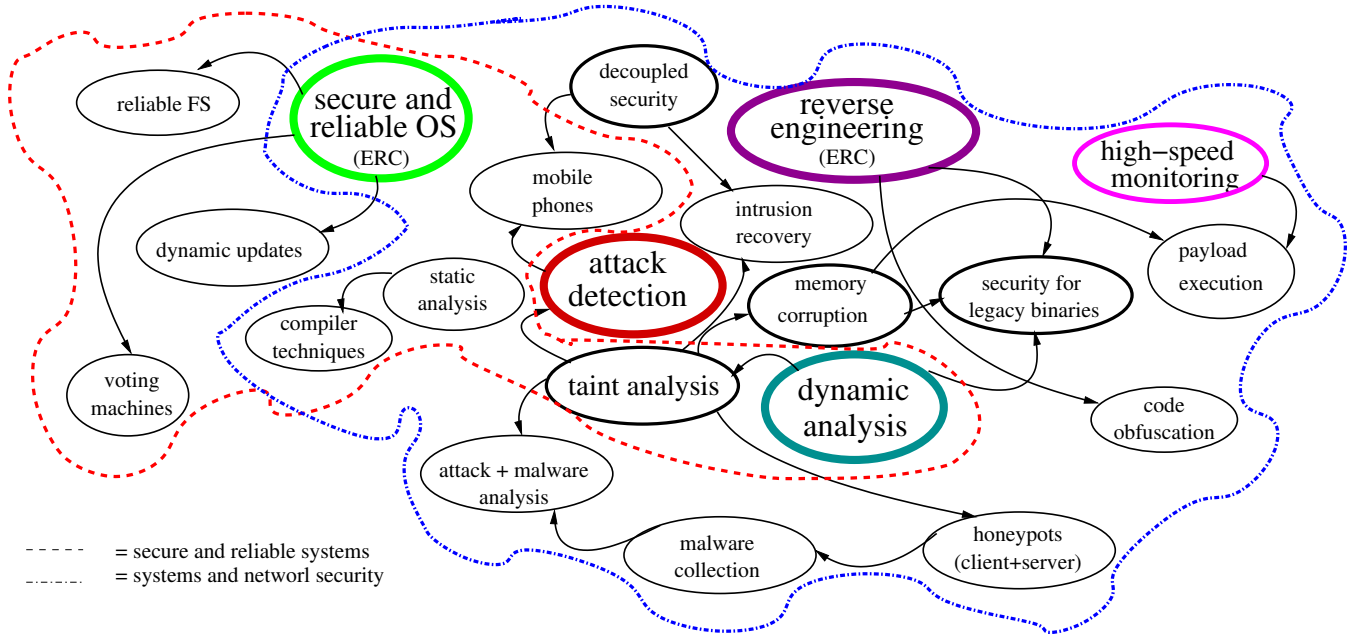 reliable FS
secure and
reliable OS
(ERC)
decoupled
security
reverse
engineering
(ERC)
high−speed
monitoring
mobile
phones
intrusion
recovery
dynamic updates
static
analysis
attack
detection
memory
corruption
security for
legacy binaries
payload
execution
compiler
techniques
voting
machines
taint analysis
dynamic
analysis
code
obfuscation
attack + malware
analysis
malware
collection
honeypots
(client+server)
= secure and reliable systems
= systems and networl security